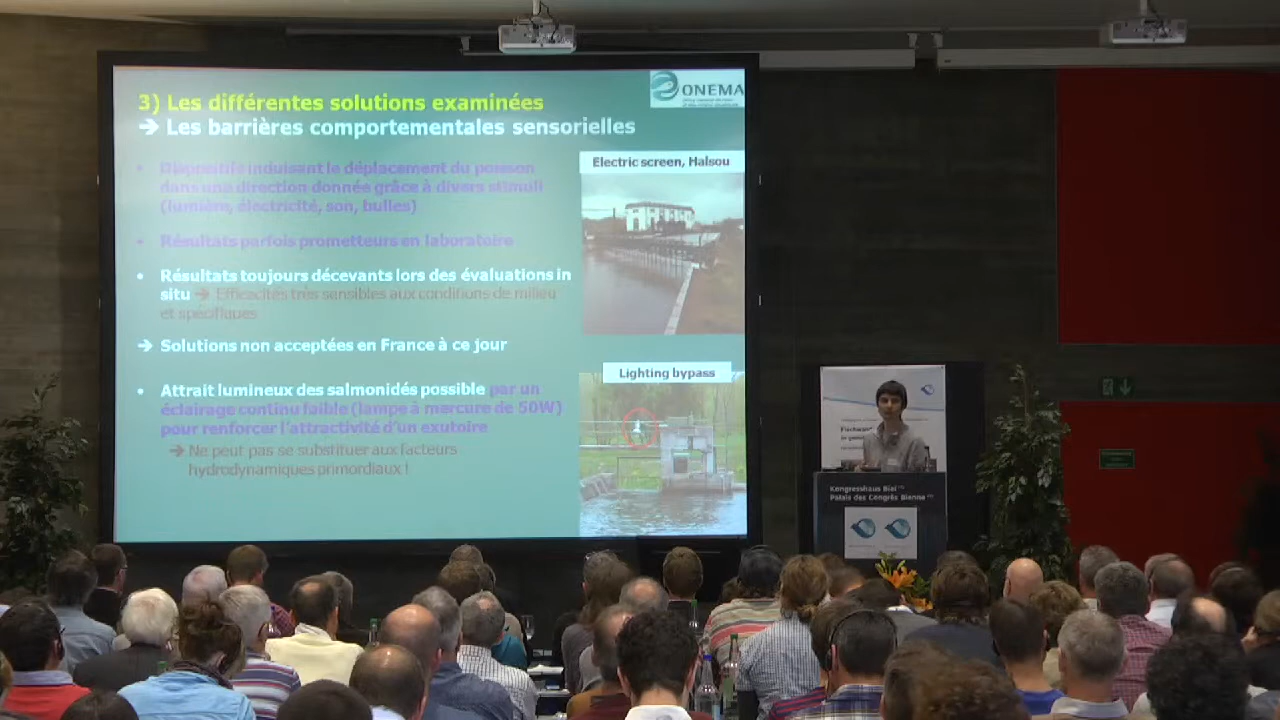 3) Les différentes solutions examinées
ONEMA
➔ Les barrières comportementales sensorielles
• Dispositifs induisant le déplacement du poisson
dans une direction donnée grâce à divers stimuli
(lumière, électricité, son, bulles)
• Résultats parfois prometteurs en laboratoire
• Résultats toujours décevants lors des évaluations in
situ ➔ Efficacités très sensibles aux conditions de milieu
et spécifiques
➔ Solutions non acceptées en France à ce jour
• Attrait lumineux des salmonidés possible par un
éclairage continu faible (lampe à mercure de 50W)
pour renforcer l'attractivité d'un exutoire
➔ Ne peut pas se substituer aux facteurs
hydrodynamiques primordiaux !
Electric screen, Halsou
Lighting bypass
Kongresshaus Biel
Palais des Congrès Bienne